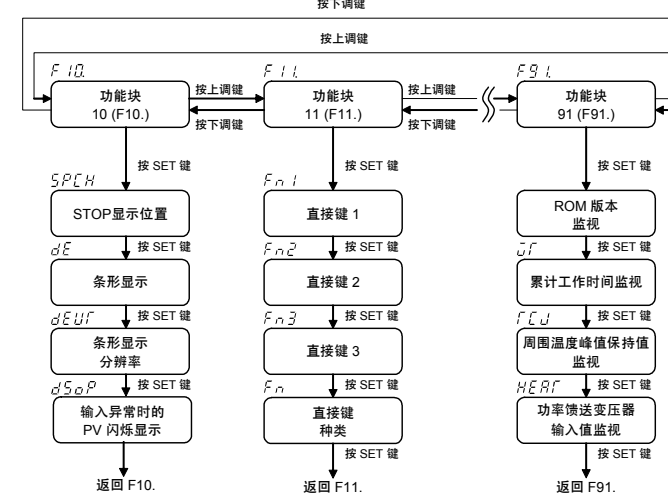 按下调键
按上调键
F10.
F11.
F91.
功能块
10 (F10.)
按上调键
按下调键
功能块
11 (F11.)
按上调键
按下调键
功能块
91 (F91.)
按 SET 键
按 SET 键
按 SET 键
SPCH
Fn1
STOP显示位置
直接键 1
ROM 版本
监视
按 SET 键
按 SET 键
按 SET 键
dE
Fn2
条形显示
直接键 2
累计工作时间监视
按 SET 键
按 SET 键
按 SET 键
dEUT
Fn3
TCJ
条形显示
分辨率
直接键 3
周围温度峰值保持值
监视
按 SET 键
按 SET 键
按 SET 键
dSoP
Fn
HEAT
输入异常时的
PV 闪烁显示
直接键
种类
功率馈送变压器
输入值监视
按 SET 键
按 SET 键
返回 F10.
返回 F11.
返回 F91.